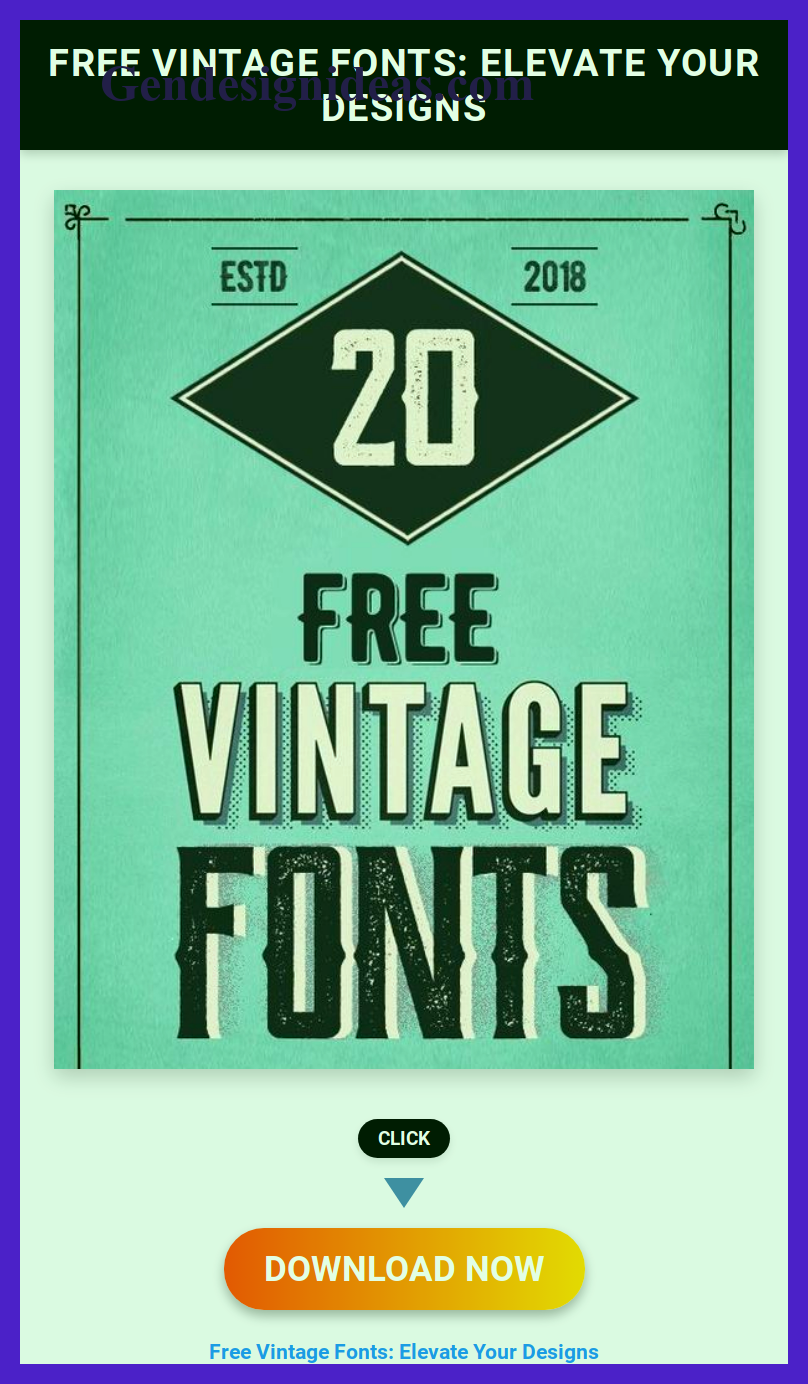 FREE VINTAGE FONTS: ELEVATE YOUR
Gendesignideas.com
DESIGNS
ESTD
2018
20
FREE
VINTAGE
FONTS
CLICK
DOWNLOAD NOW
Free Vintage Fonts: Elevate Your Designs